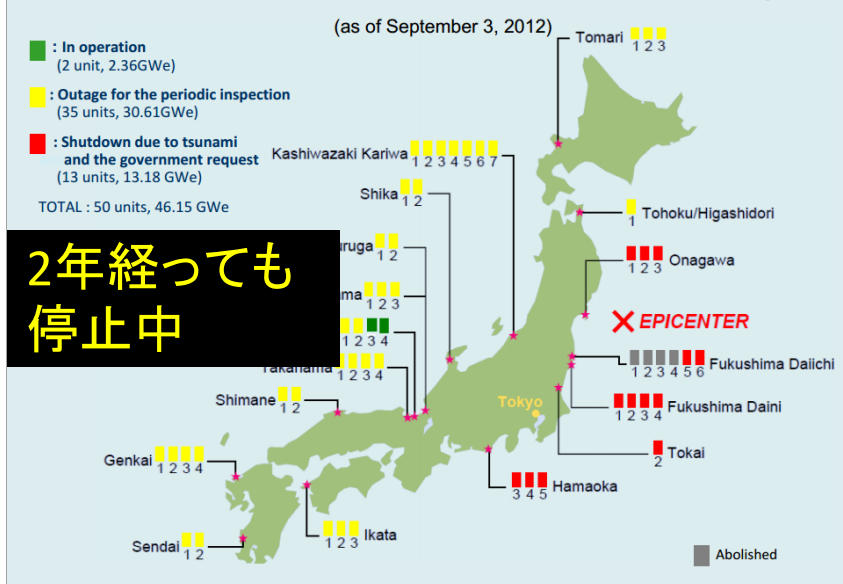 (as of September 3, 2012)
: In operation
(2 unit, 2.36GWe)
: Outage for the periodic inspection
(35 units, 30.61GWe)
: Shutdown due to tsunami
and the government request
(13 units, 13.18 GWe)
TOTAL : 50 units, 46.15 GWe
2年経っても
停止中
Tomari
1 2 3
Kashiwazaki Kariwa
1 2 3 4 5 6 7
Shika
1 2
uruga
1 2
ma
1 2 3
3 4
Takahama
1 2 3 4
Shimane
1 2
Genkai
1 2 3 4
Sendai
1 2
Ikata
1 2 3
Tohoku/Higashidori
1
Onagawa
1 2 3
EPICENTER
Fukushima Daiichi
1 2 3 4 5 6
Fukushima Daini
1 2 3 4
Tokai
2
Hamaoka
3 4 5
Tokyo
Abolished